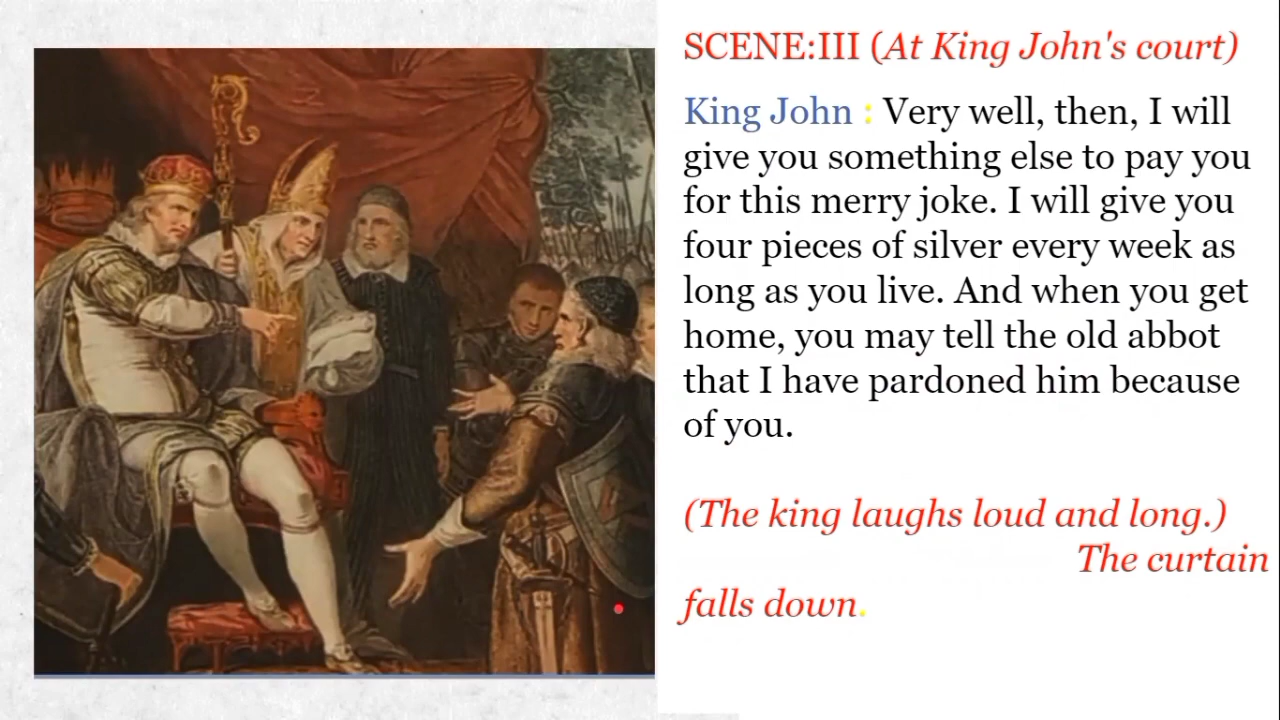 SCENE:III (At King John's court)
King John : Very well, then, I will
give you something else to pay you
for this merry joke. I will give you
four pieces of silver every week as
long as you live. And when you get
home, you may tell the old abbot
that I have pardoned him because
of you.
(The king laughs loud and long.)
The curtain
falls down.